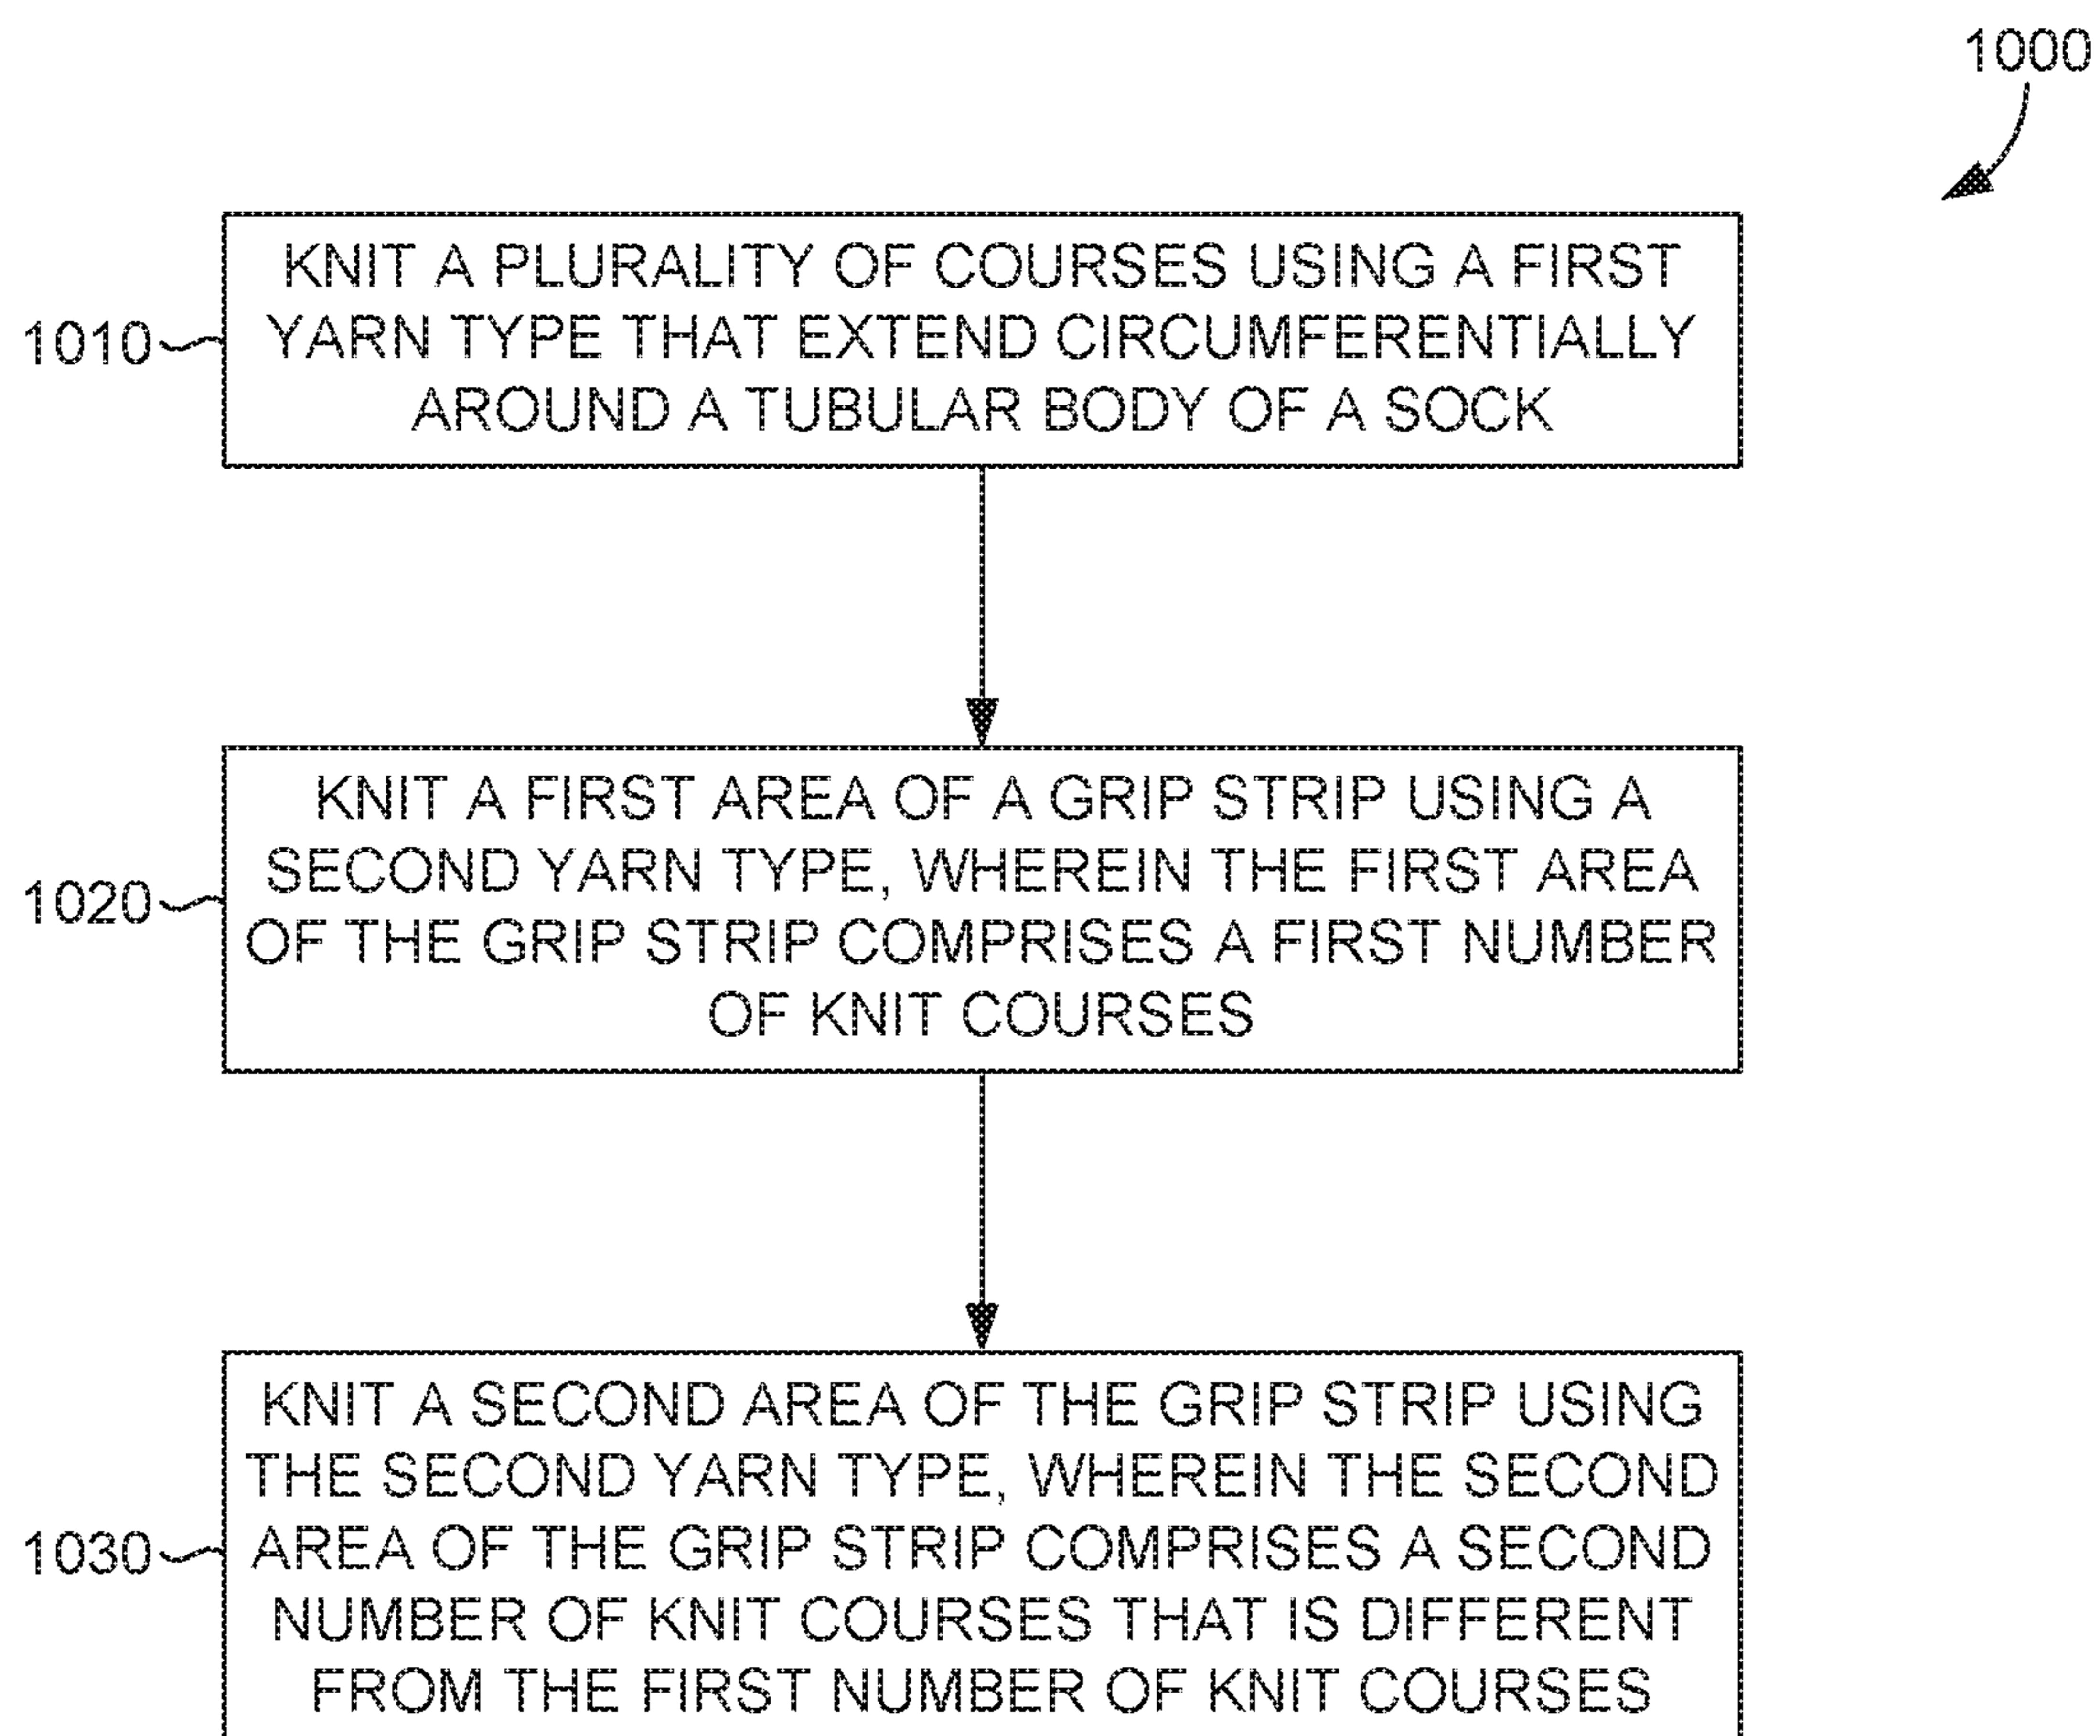 1000
KNIT A PLURALITY OF COURSES USING A FIRST
1010
YARN TYPE THAT EXTEND CIRCUMFERENTIALLY
AROUND A TUBULAR BODY OF A SOCK
KNIT A FIRST AREA OF A GRIP STRIP USING A
SECOND YARN TYPE, WHEREIN THE FIRST AREA
1020
OF THE GRIP STRIP COMPRISES A FIRST NUMBER
OF KNIT COURSES
KNIT A SECOND AREA OF THE GRIP STRIP USING
THE SECOND YARN TYPE, WHEREIN THE SECOND
1030
AREA OF THE GRIP STRIP COMPRISES A SECOND
NUMBER OF KNIT COURSES THAT IS DIFFERENT
FROM THE FIRST NUMBER OF KNIT COURSES